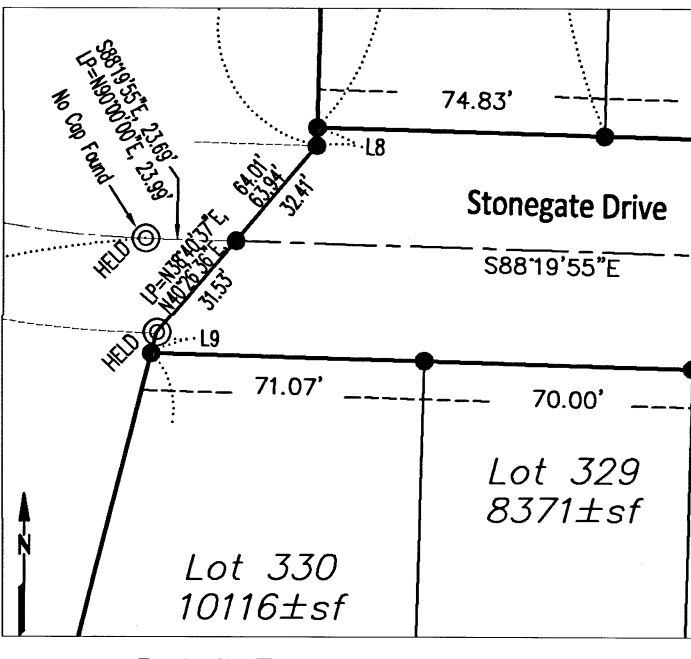 S88°19'55"E, 23.69'
LP=N90°00'00"E, 23.99'
No Cap Found
74.83'
L8
64.01'
63.94'
32.41'
Stonegate Drive
S88°19'55"E
HELD
LP=N38°40'37"E,
N40°26'36"E,
31.53'
HELD
L9
71.07'
70.00'
Lot 329
8371±sf
N
Lot 330
10116±sf